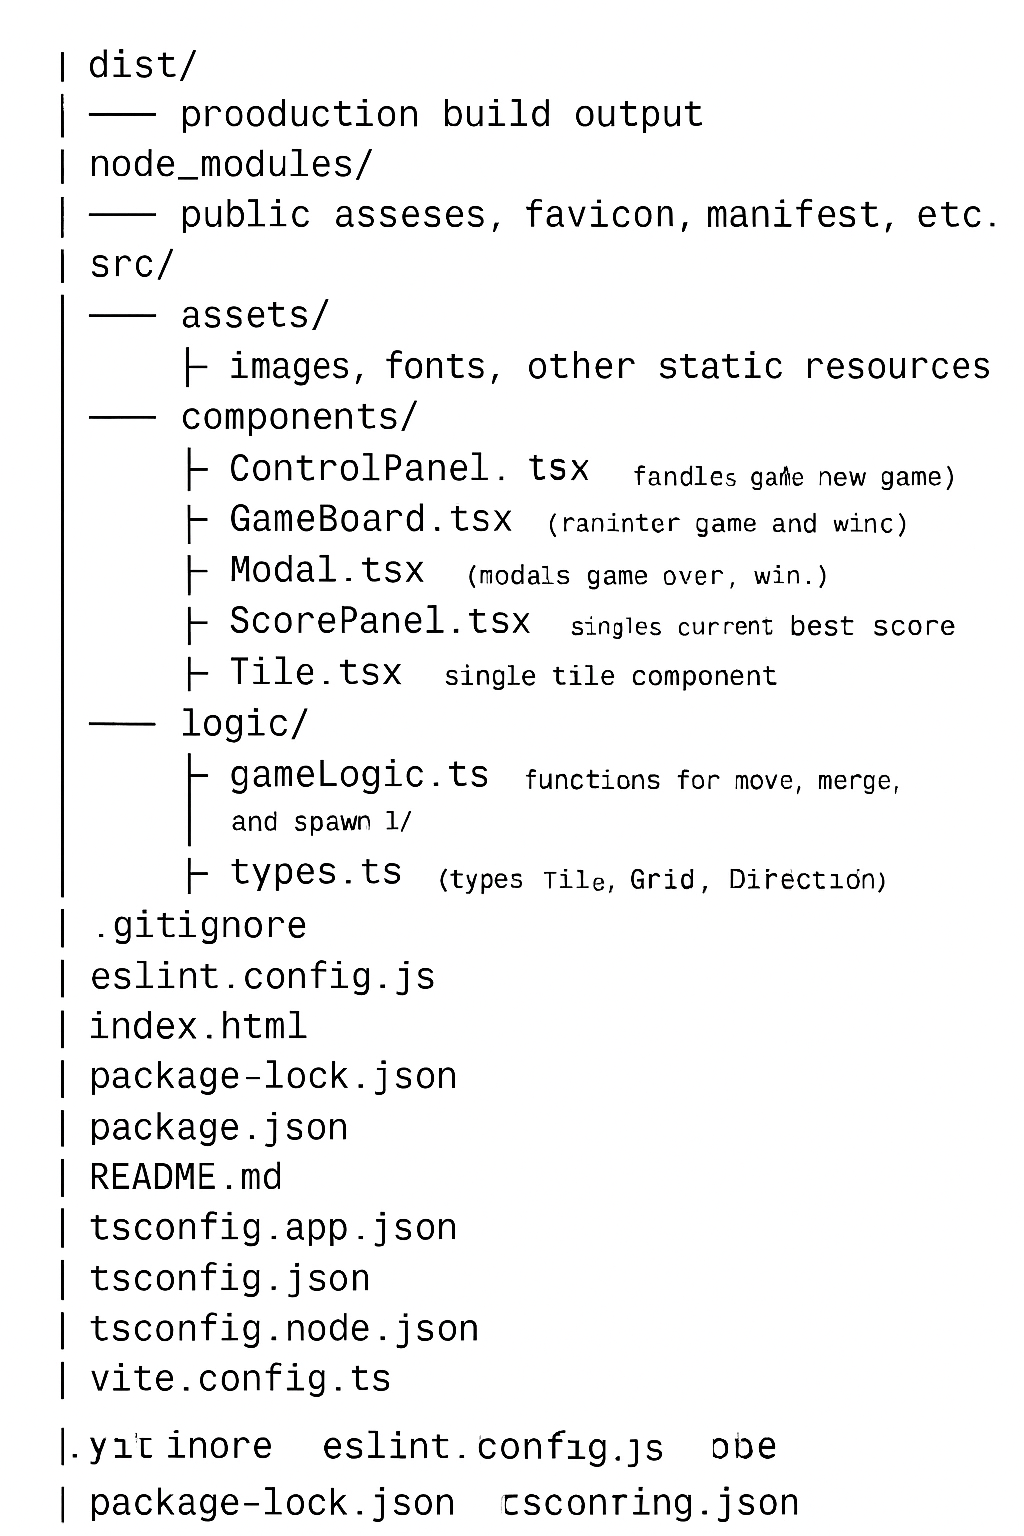 | dist/
| —— prooduction build output
| node_modules/
| —— public asseses, favicon, manifest, etc.
| src/
| —— assets/
├ images, fonts, other static resources
—— components/
├ ControlPanel. tsx fandles game new game)
├ GameBoard.tsx (raninter game and winc)
├ Modal.tsx (modals game over, win.)
├ ScorePanel.tsx singles current best score
├ Tile.tsx single tile component
—— logic/
├ gameLogic.ts functions for move, merge,
and spawn l/
├ types.ts (types Tile, Grid, Direction)
| .gitignore
| eslint.config.js
| index.html
| package-lock.json
| package.json
| README.md
| tsconfig.app.json
| tsconfig.json
| tsconfig.node.json
| vite.config.ts
| inore eslint.config.js
| package-lock.json csconring.json